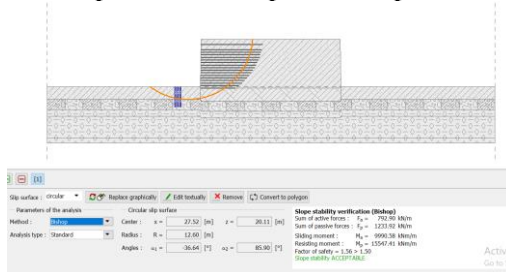 [1]
Slip surface : circular Replace graphically Edit textually Remove Convert to polygon
Parameters of the analysis
Method : Bishop
Analysis type : Standard
Circular slip surface
Center : x = 27.52 [m] z = 20.11 [m]
Radius : R = 12.60 [m]
Angles : α1 = -36.64 [°] α2 = 85.90 [°]
Slope stability verification (Bishop)
Sum of active forces : Fa = 792.90 kN/m
Sum of passive forces : Fp = 1233.92 kN/m
Sliding moment : Ma = 9990.58 kNm/m
Resisting moment : Mp = 15547.41 kNm/m
Factor of safety = 1.56 > 1.50
Slope stability ACCEPTABLE
Activ
Go to